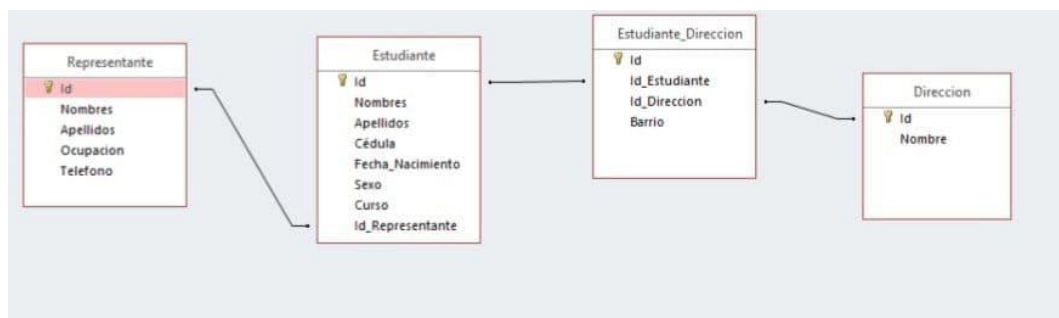 Representante
Id
Nombres
Apellidos
Ocupacion
Telefono
Estudiante
Id
Nombres
Apellidos
Cédula
Fecha_Nacimiento
Sexo
Curso
Id_Representante
Estudiante_Direccion
Id
Id_Estudiante
Id_Direccion
Barrio
Direccion
Id
Nombre